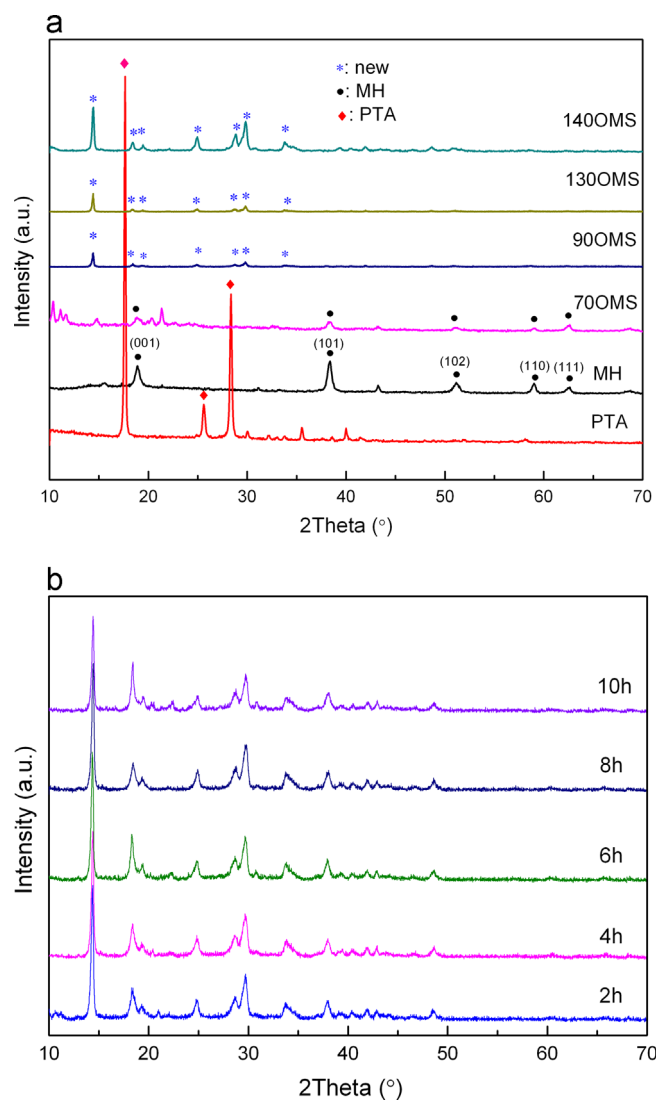 a
*: new
●: MH
♦: PTA
140OMS
130OMS
90OMS
70OMS
(001)
(101)
(102)
(110)
(111)
MH
PTA
Intensity (a.u.)
10 20 30 40 50 60 70
2Theta (°)
b
10h
8h
6h
4h
2h
Intensity (a.u.)
10 20 30 40 50 60 70
2Theta (°)